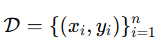 𝒟 = {(xᵢ, yᵢ)}ⁿᵢ₌₁